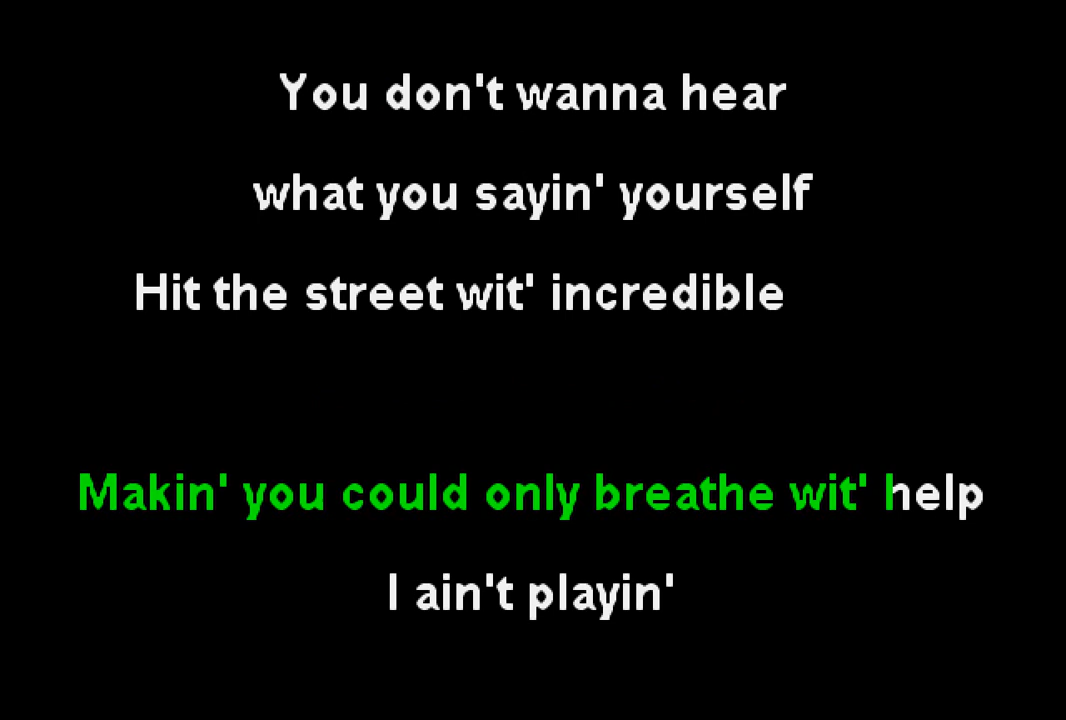 You don't wanna hear
what you sayin' yourself
Hit the street wit' incredible
Makin' you could only breathe wit' help
I ain't playin'